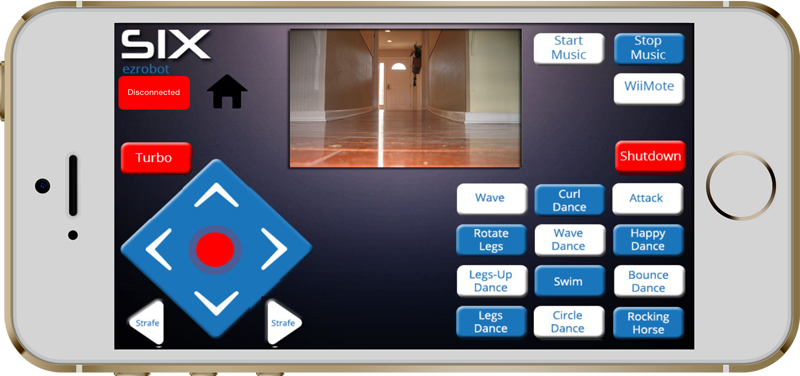 SIX
ezrobot
Disconnected
Start
Music
Stop
Music
WiiMote
Turbo
Shutdown
Wave
Curl
Dance
Attack
Rotate
Legs
Wave
Dance
Happy
Dance
Legs-Up
Dance
Swim
Bounce
Dance
Legs
Dance
Circle
Dance
Rocking
Horse
Strafe
Strafe